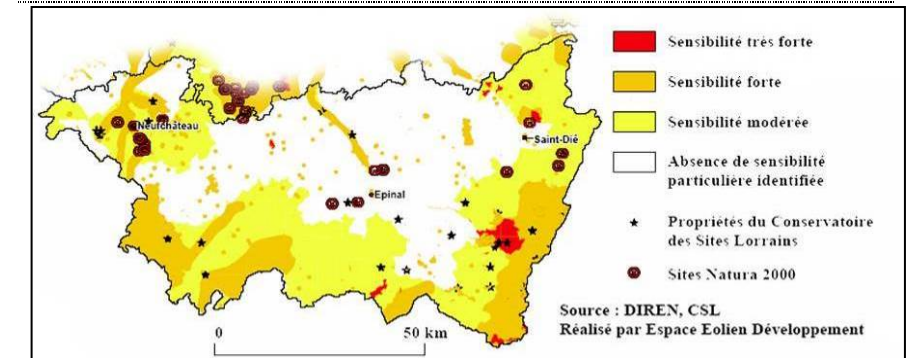 Neufchâteau
Saint-Dié
Epinal
0 50 km
Sensibilité très forte
Sensibilité forte
Sensibilité modérée
Absence de sensibilité
particulière identifiée
Propriétés du Conservatoire
des Sites Lorrains
Sites Natura 2000
Source : DIREN, CSL
Réalisé par Espace Eolien Développement